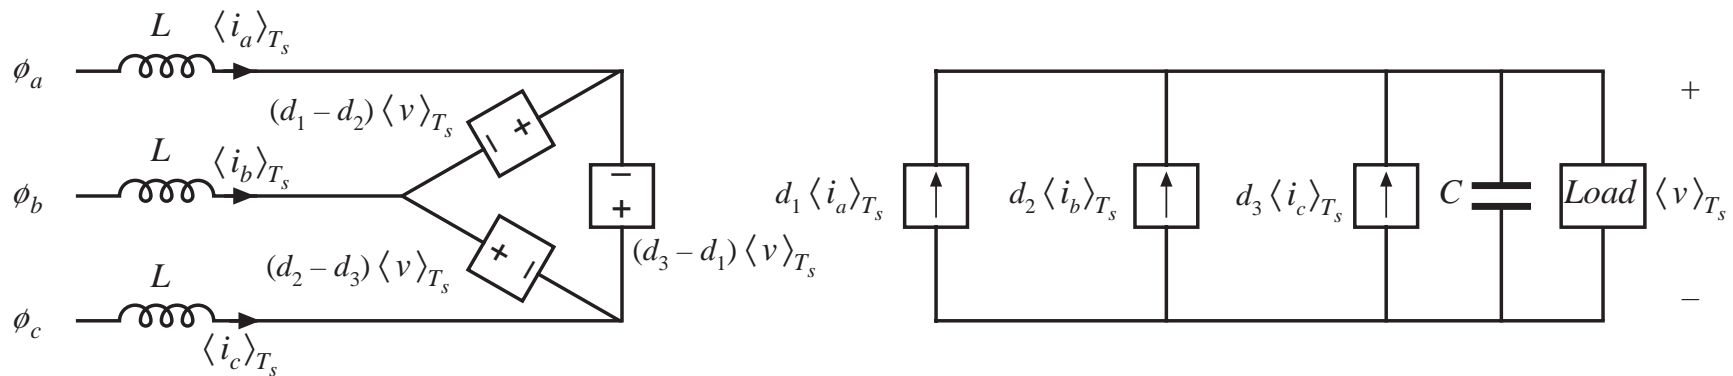 L ⟨i_a⟩_{T_s}
ϕ_a
(d_1 – d_2) ⟨v⟩_{T_s}
+
–
L ⟨i_b⟩_{T_s}
ϕ_b
–
+
(d_2 – d_3) ⟨v⟩_{T_s}
+
–
(d_3 – d_1) ⟨v⟩_{T_s}
L
ϕ_c
⟨i_c⟩_{T_s}
d_1 ⟨i_a⟩_{T_s}
d_2 ⟨i_b⟩_{T_s}
d_3 ⟨i_c⟩_{T_s}
C
Load
+
⟨v⟩_{T_s}
–